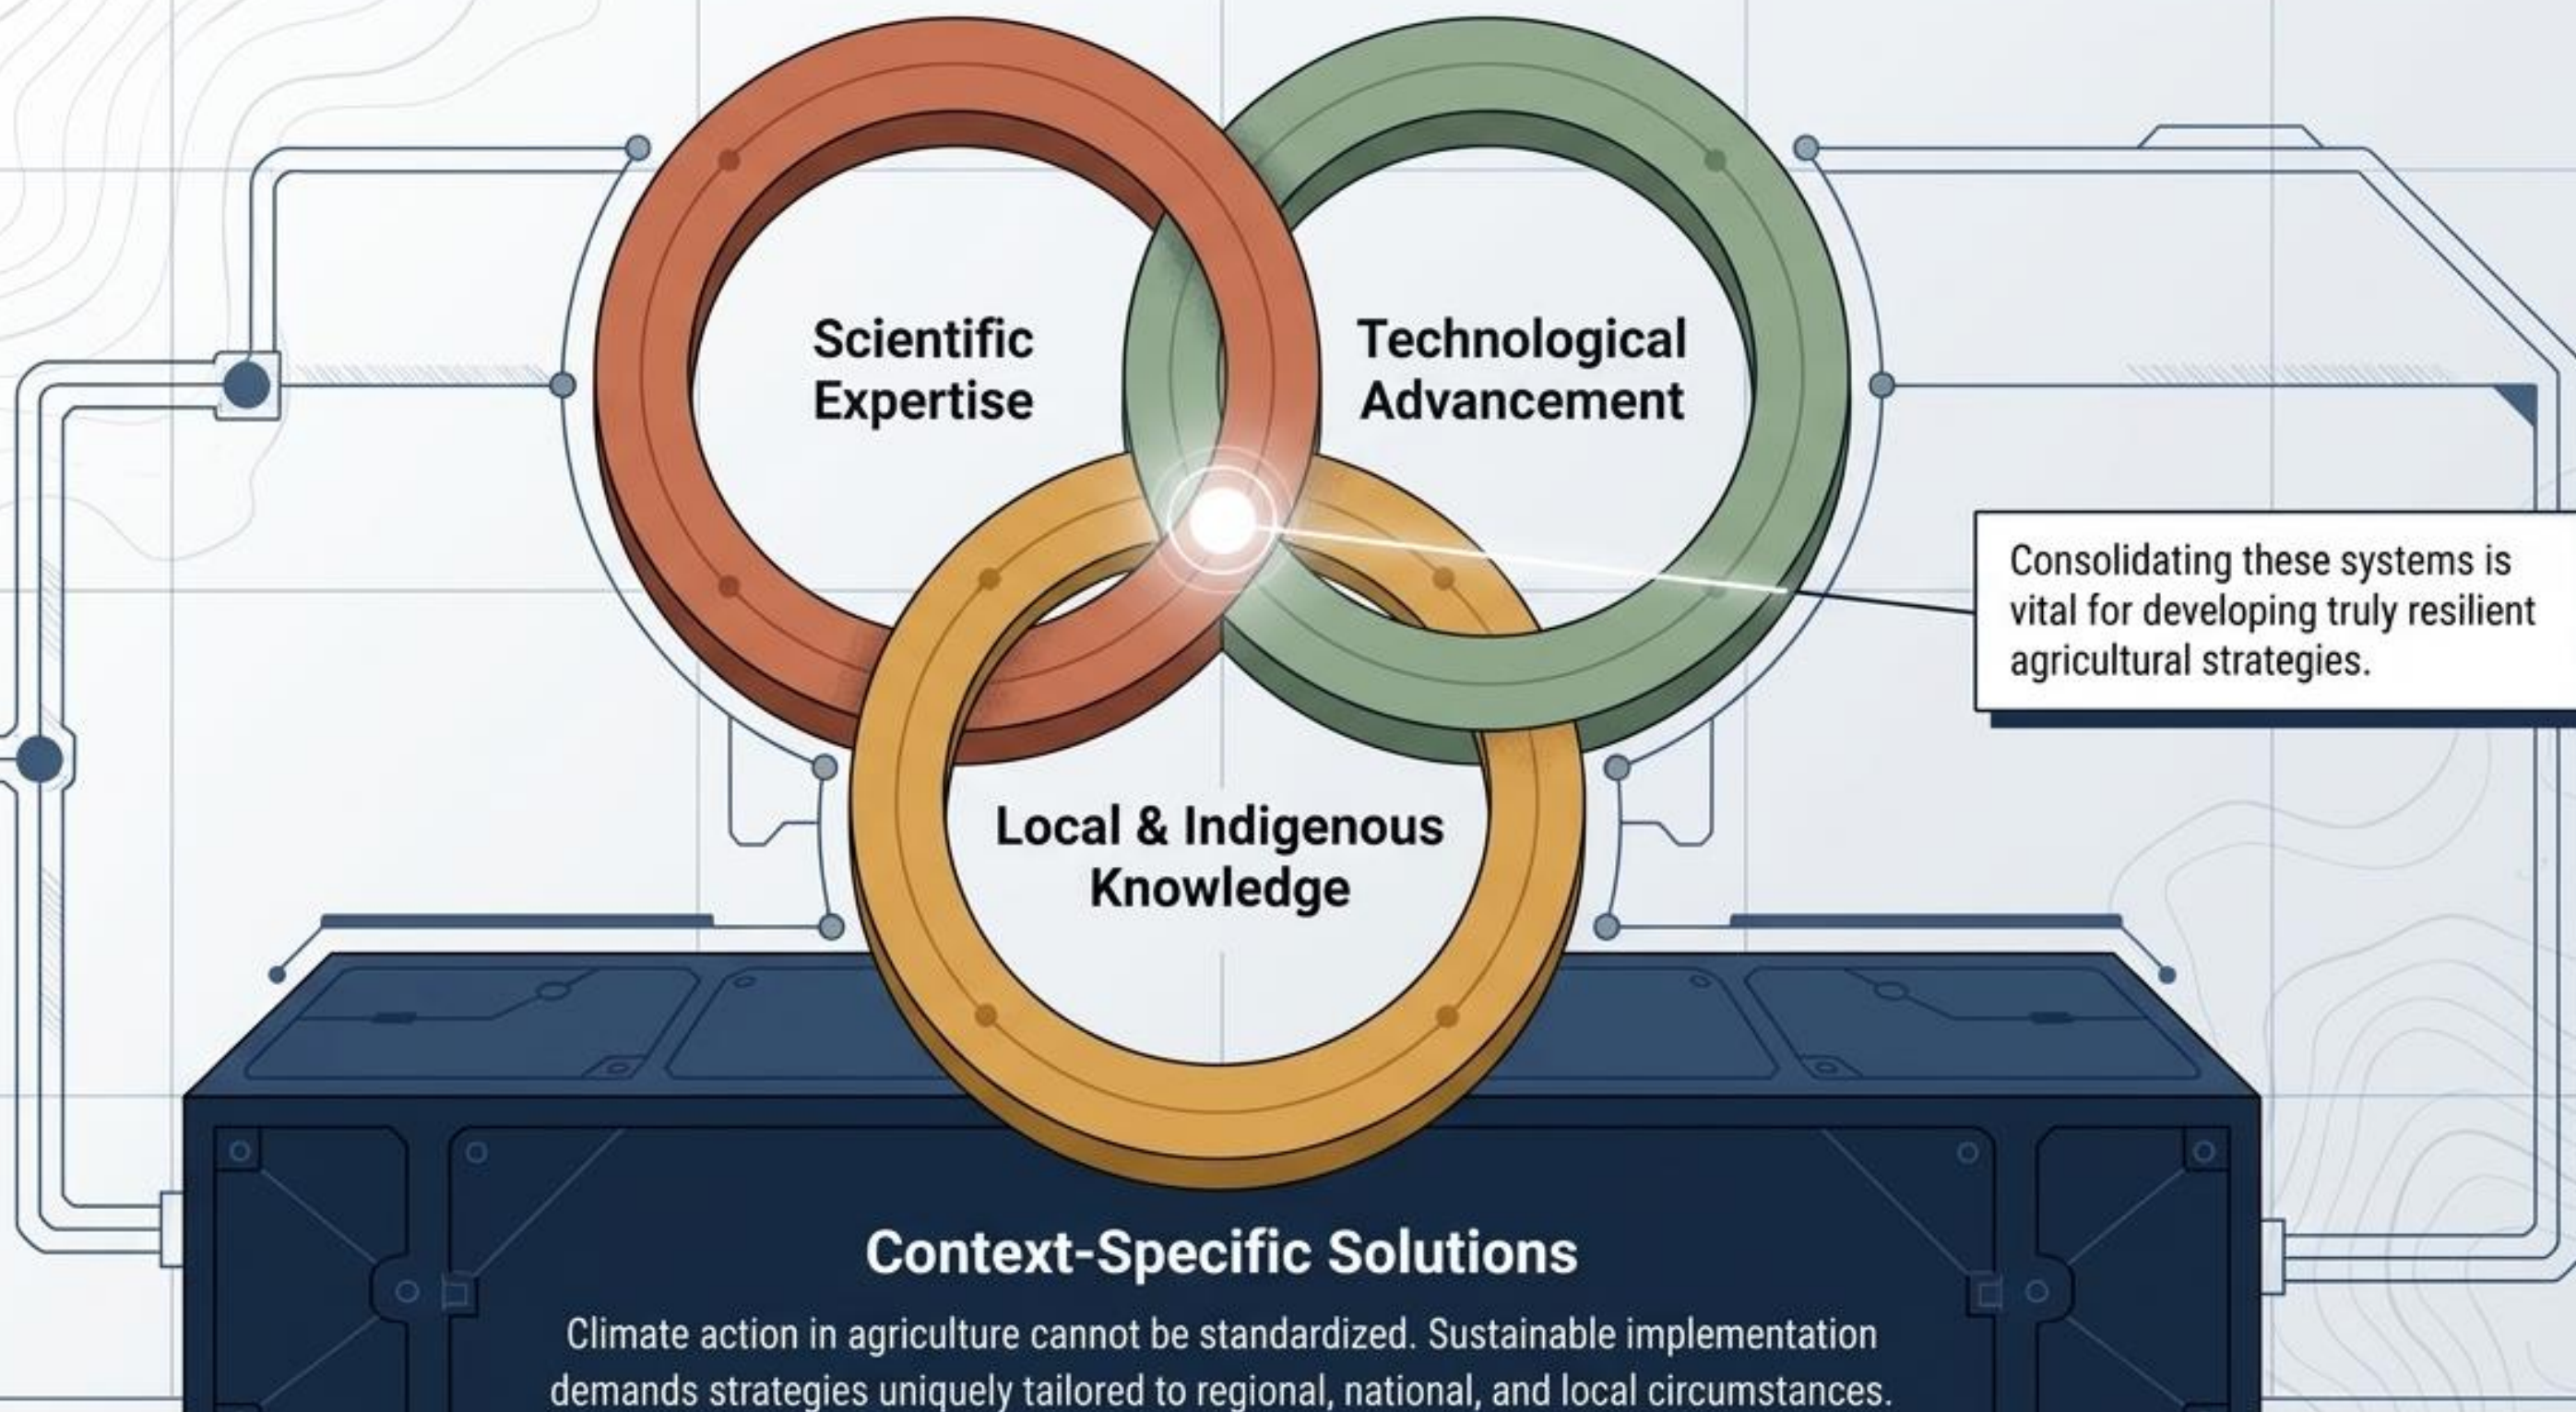 Scientific
Expertise
Technological
Advancement
Consolidating these systems is
vital for developing truly resilient
agricultural strategies.
Local & Indigenous
Knowledge
Context-Specific Solutions
Climate action in agriculture cannot be standardized. Sustainable implementation
demands strategies uniquely tailored to regional, national, and local circumstances.